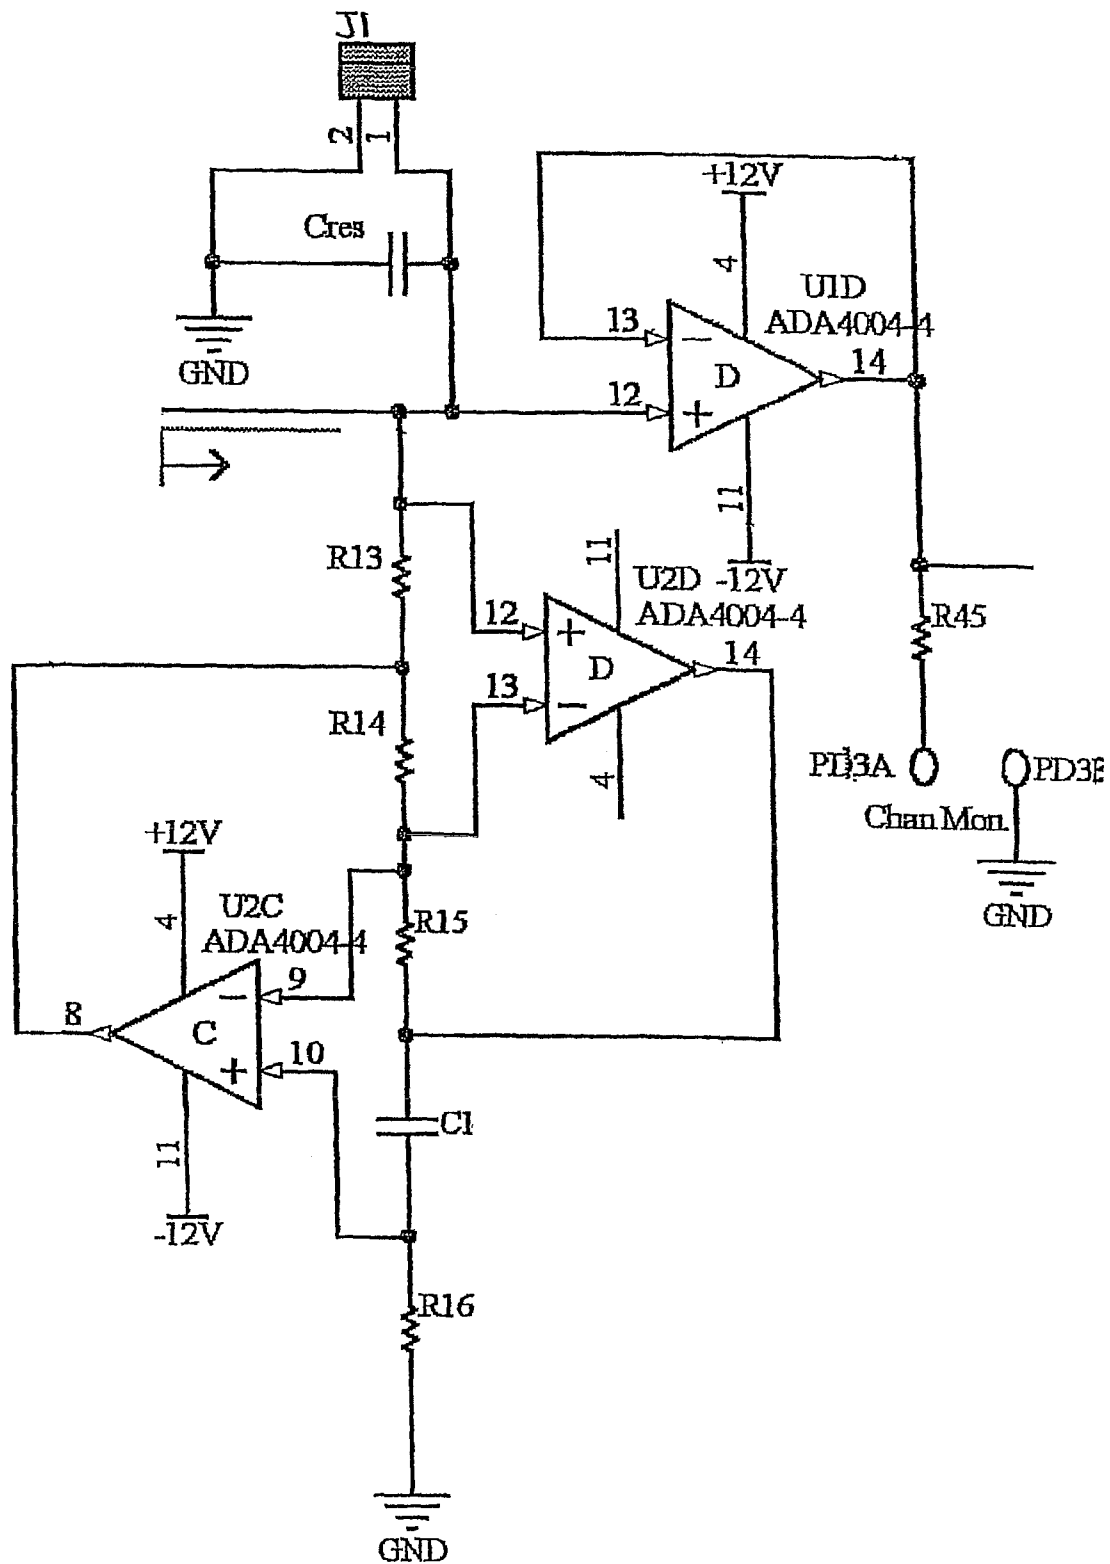 J1
2
1
Cres
GND
+12V
4
U1D
ADA4004-4
13
D
14
12
11
-12V
R13
11
U2D
ADA4004-4
12
14
D
13
R14
4
R45
PD3A
PD3B
Chan Mon.
GND
+12V
4
U2C
ADA4004-4
R15
9
8
C
10
C1
11
-12V
R16
GND